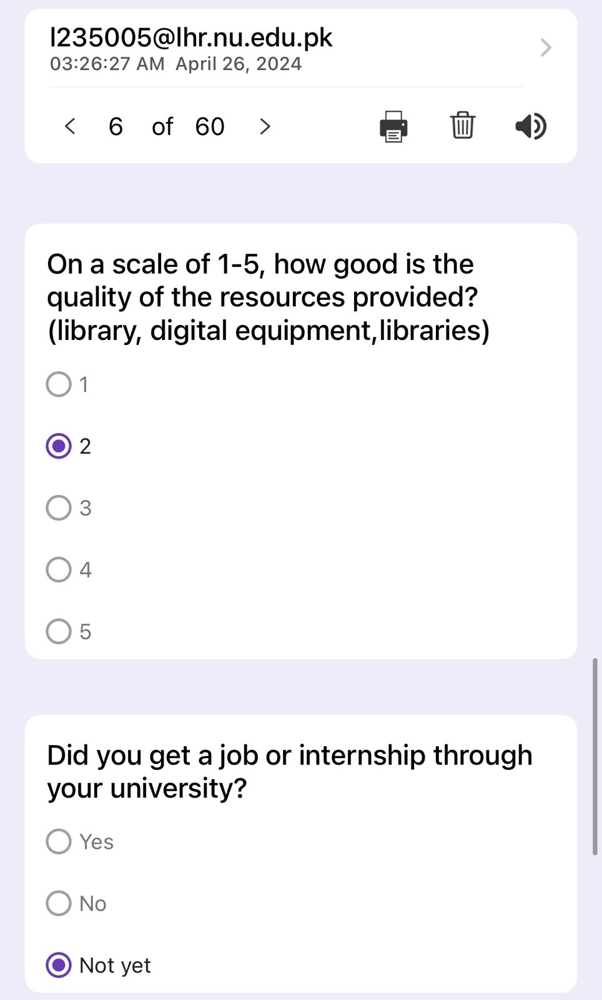 l235005@lhr.nu.edu.pk
03:26:27 AM April 26, 2024
6 of 60
On a scale of 1-5, how good is the
quality of the resources provided?
(library, digital equipment,libraries)
1
2
3
4
5
Did you get a job or internship through
your university?
Yes
No
Not yet